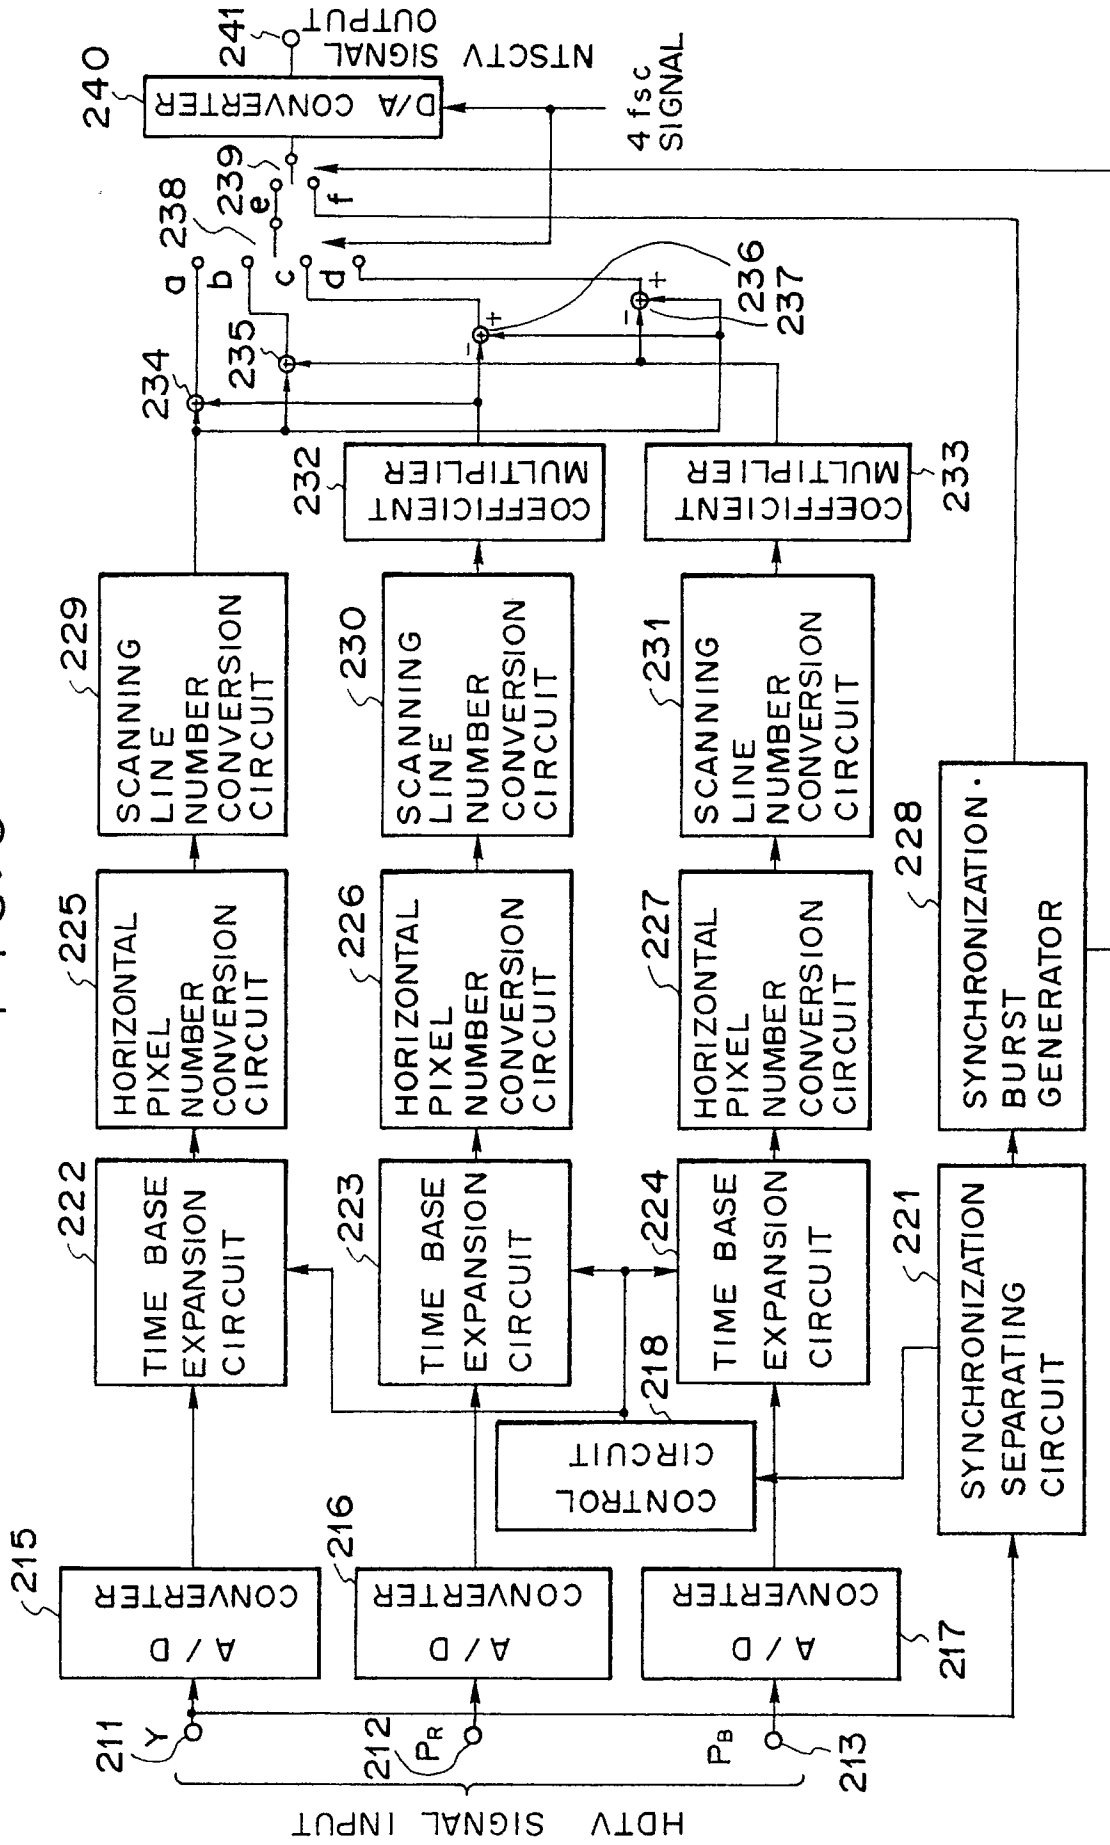 HDTV SIGNAL INPUT
211
Y
212
PR
213
PB
215
A/D
CONVERTER
216
A/D
CONVERTER
217
A/D
CONVERTER
218
CONTROL
CIRCUIT
221
SYNCHRONIZATION
SEPARATING
CIRCUIT
222
TIME BASE
EXPANSION
CIRCUIT
223
TIME BASE
EXPANSION
CIRCUIT
224
TIME BASE
EXPANSION
CIRCUIT
225
HORIZONTAL
PIXEL
NUMBER
CONVERSION
CIRCUIT
226
HORIZONTAL
PIXEL
NUMBER
CONVERSION
CIRCUIT
227
HORIZONTAL
PIXEL
NUMBER
CONVERSION
CIRCUIT
228
SYNCHRONIZATION·
BURST
GENERATOR
229
SCANNING
LINE
NUMBER
CONVERSION
CIRCUIT
230
SCANNING
LINE
NUMBER
CONVERSION
CIRCUIT
231
SCANNING
LINE
NUMBER
CONVERSION
CIRCUIT
232
COEFFICIENT
MULTIPLIER
233
COEFFICIENT
MULTIPLIER
234
235
236
- +
237
- +
238
a
b
c
d
239
e
f
240
D/A CONVERTER
241
NTSCTV SIGNAL
OUTPUT
4fsc
SIGNAL